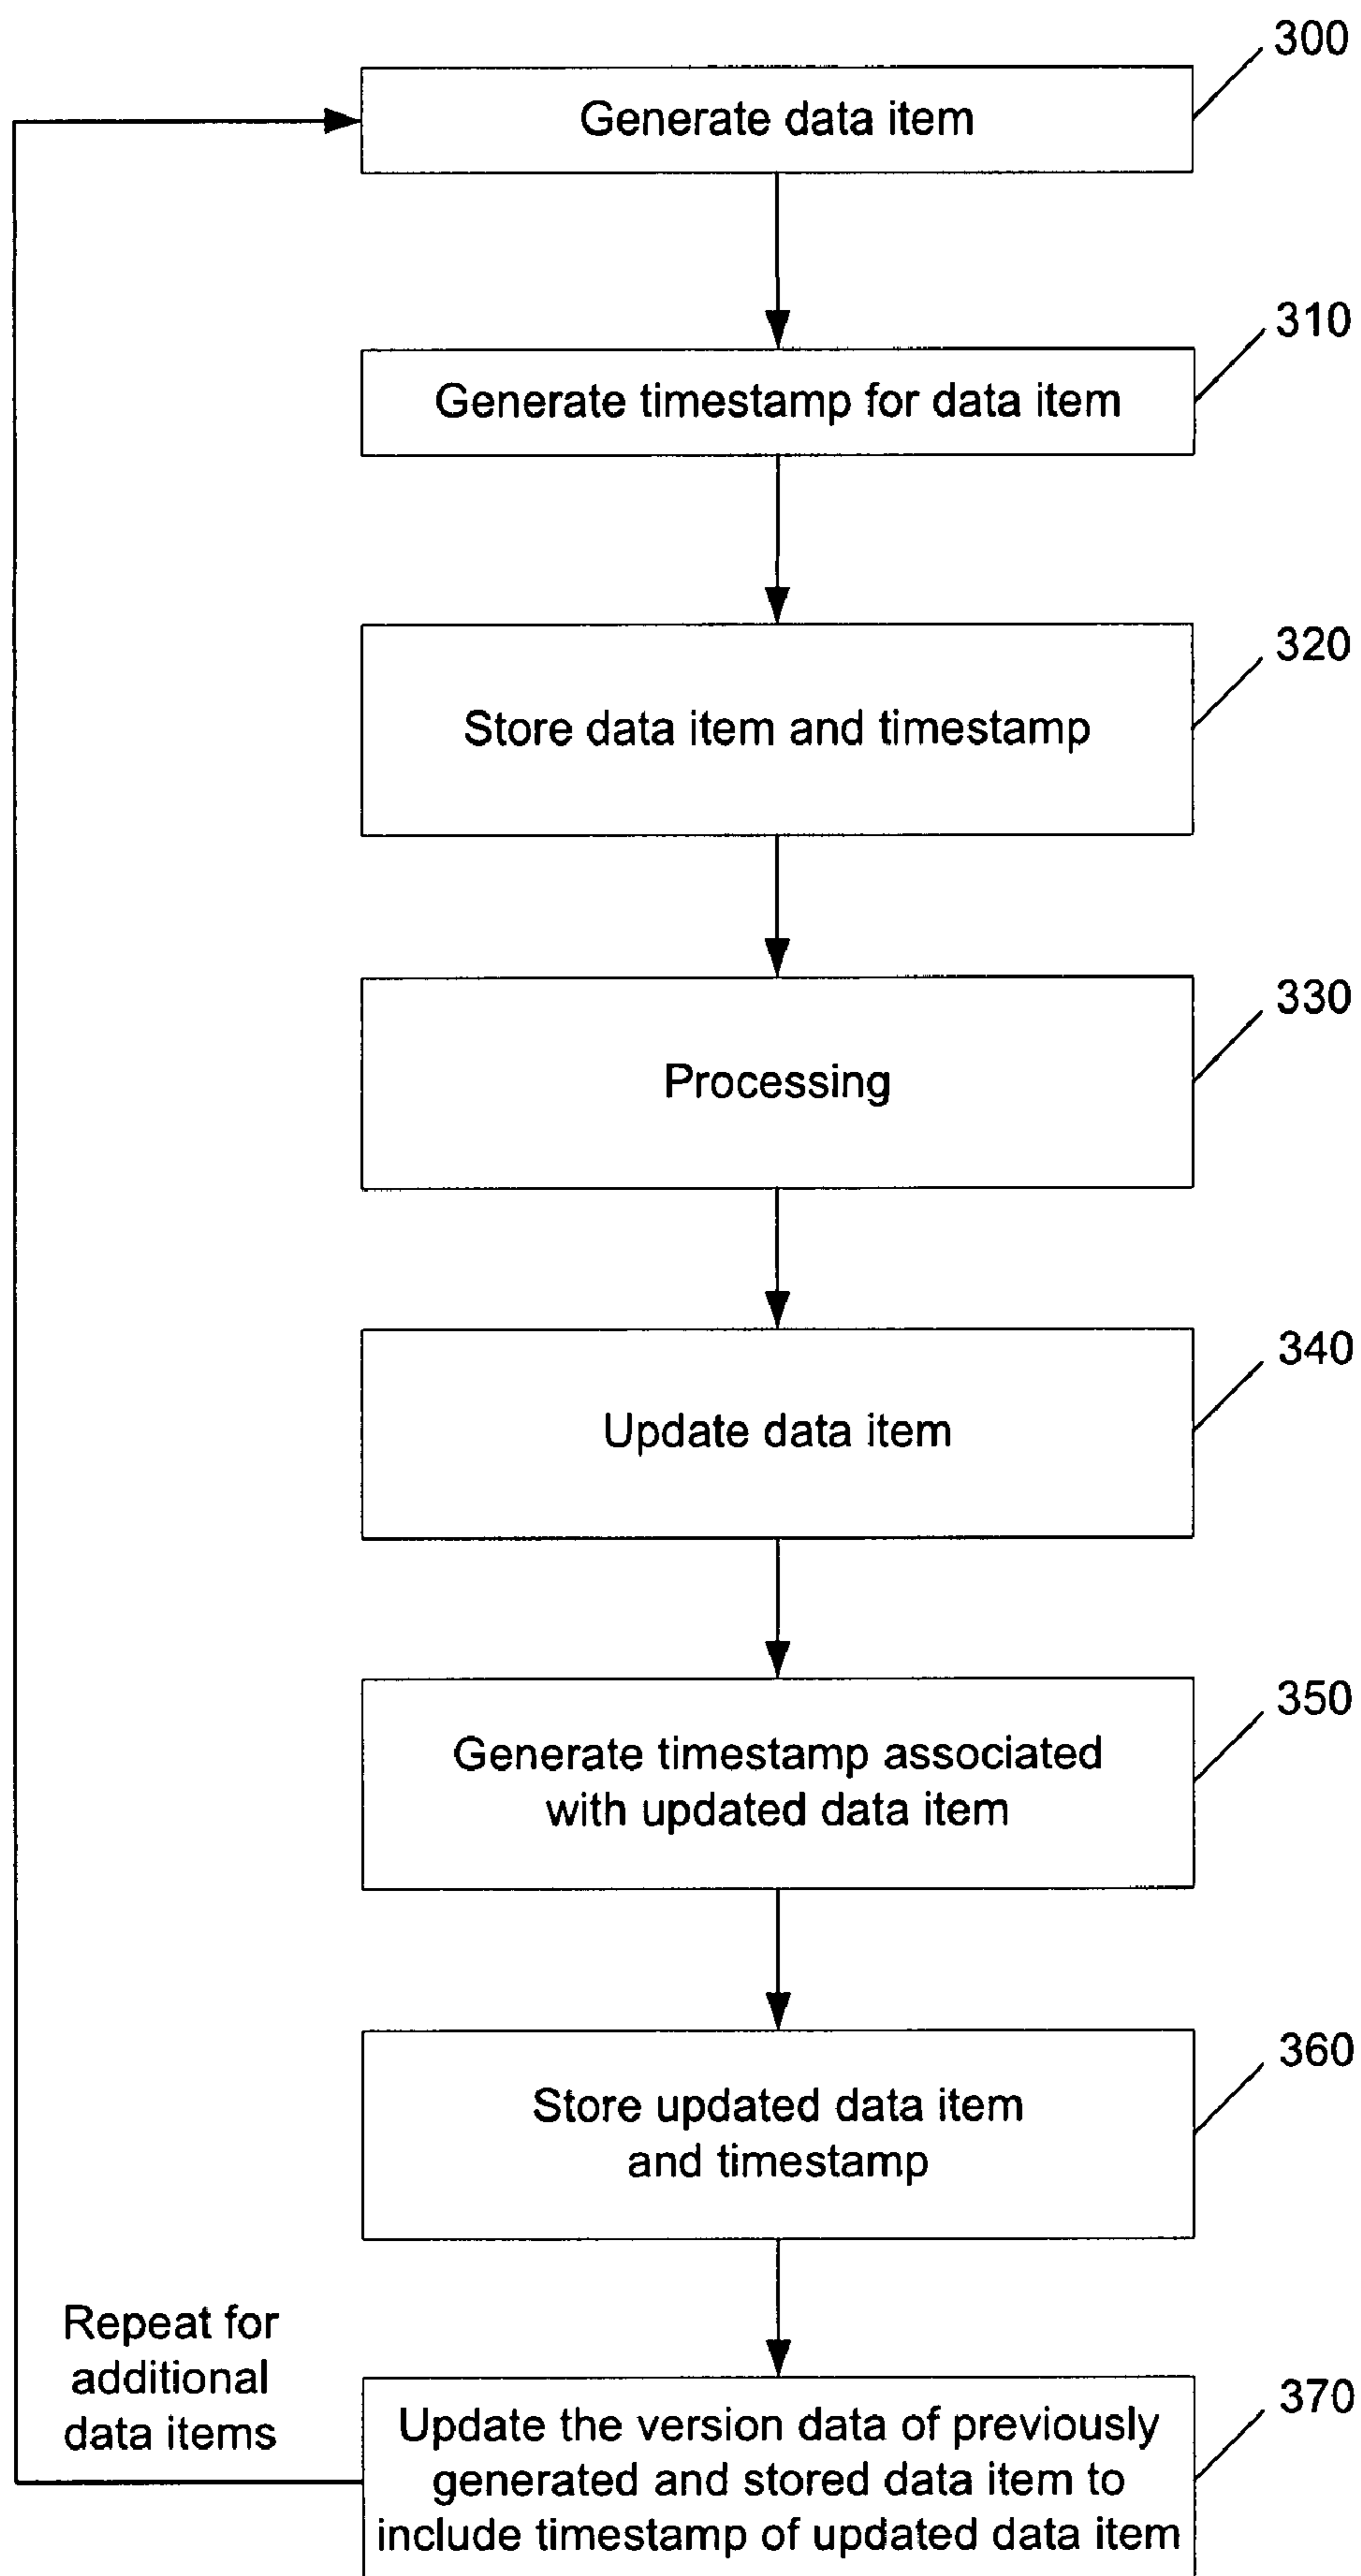 300
Generate data item
310
Generate timestamp for data item
320
Store data item and timestamp
330
Processing
340
Update data item
350
Generate timestamp associated
with updated data item
360
Store updated data item
and timestamp
Repeat for
additional
data items
370
Update the version data of previously
generated and stored data item to
include timestamp of updated data item